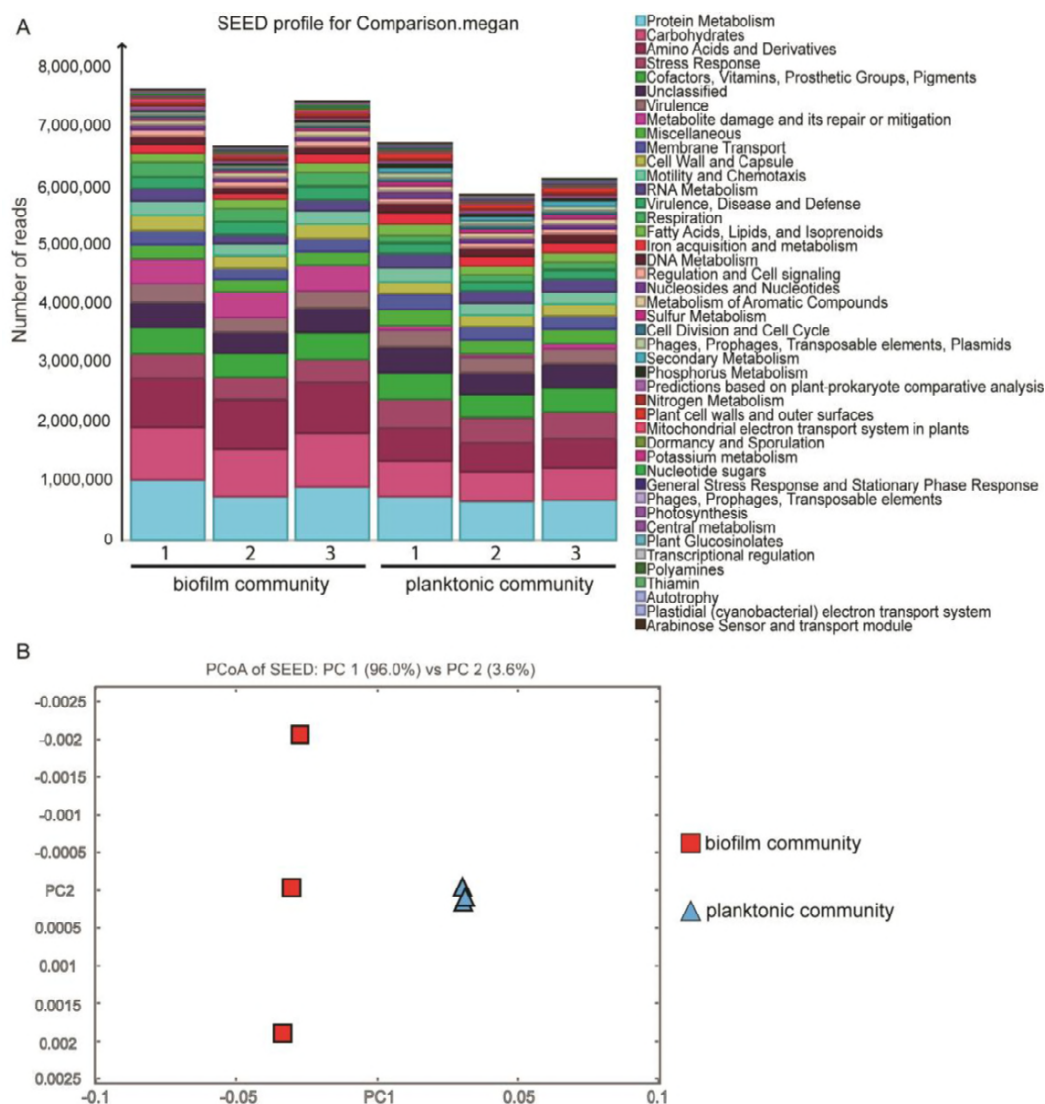 A
SEED profile for Comparison.megan
Number of reads
8,000,000
7,000,000
6,000,000
5,000,000
4,000,000
3,000,000
2,000,000
1,000,000
0
1
2
3
1
2
3
biofilm community
planktonic community
Protein Metabolism
Carbohydrates
Amino Acids and Derivatives
Stress Response
Cofactors, Vitamins, Prosthetic Groups, Pigments
Unclassified
Virulence
Metabolite damage and its repair or mitigation
Miscellaneous
Membrane Transport
Cell Wall and Capsule
Motility and Chemotaxis
RNA Metabolism
Virulence, Disease and Defense
Respiration
Fatty Acids, Lipids, and Isoprenoids
Iron acquisition and metabolism
DNA Metabolism
Regulation and Cell signaling
Nucleosides and Nucleotides
Metabolism of Aromatic Compounds
Sulfur Metabolism
Cell Division and Cell Cycle
Phages, Prophages, Transposable elements, Plasmids
Secondary Metabolism
Phosphorus Metabolism
Predictions based on plant-prokaryote comparative analysis
Nitrogen Metabolism
Plant cell walls and outer surfaces
Mitochondrial electron transport system in plants
Dormancy and Sporulation
Potassium metabolism
Nucleotide sugars
General Stress Response and Stationary Phase Response
Phages, Prophages, Transposable elements
Photosynthesis
Central metabolism
Plant Glucosinolates
Transcriptional regulation
Polyamines
Thiamin
Autotrophy
Plastidial (cyanobacterial) electron transport system
Arabinose Sensor and transport module
B
PCoA of SEED: PC 1 (96.0%) vs PC 2 (3.6%)
-0.0025
-0.002
-0.0015
-0.001
-0.0005
PC2
0.0005
0.001
0.0015
0.002
0.0025
-0.1
-0.05
PC1
0.05
0.1
biofilm community
planktonic community